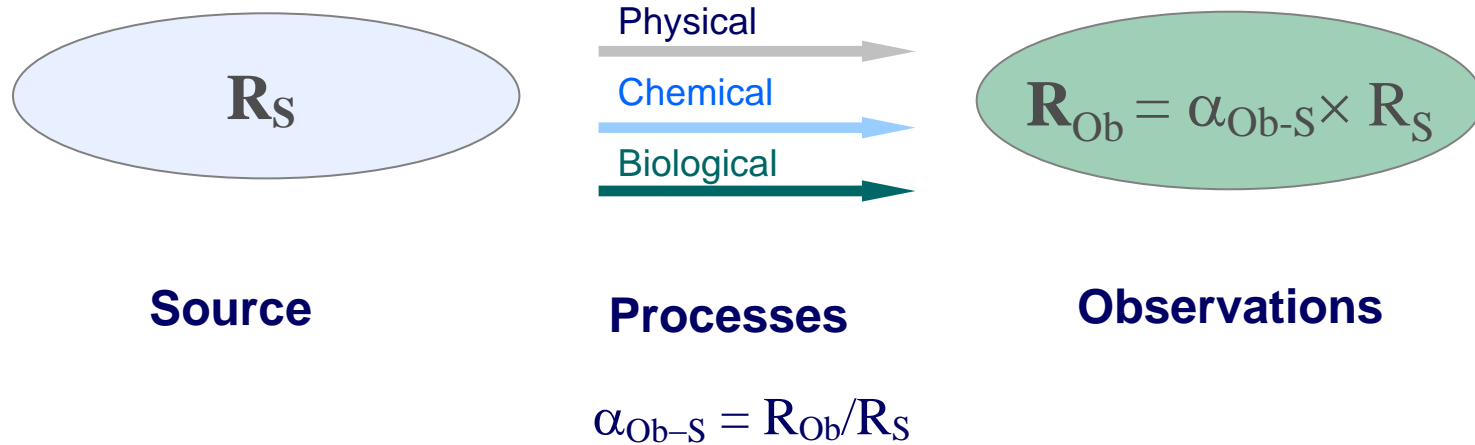 Physical
R_S
Chemical
R_Ob = α_Ob-S × R_S
Biological
Source
Processes
Observations
α_Ob–S = R_Ob/R_S